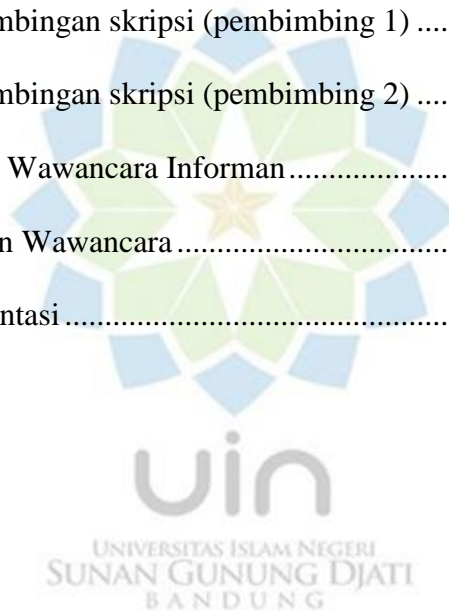 mbingan skripsi (pembimbing 1) ....
mbingan skripsi (pembimbing 2) ....
Wawancara Informan ...................
n Wawancara ................................
ntasi ..............................................
uin
UNIVERSITAS ISLAM NEGERI
SUNAN GUNUNG DJATI
BANDUNG